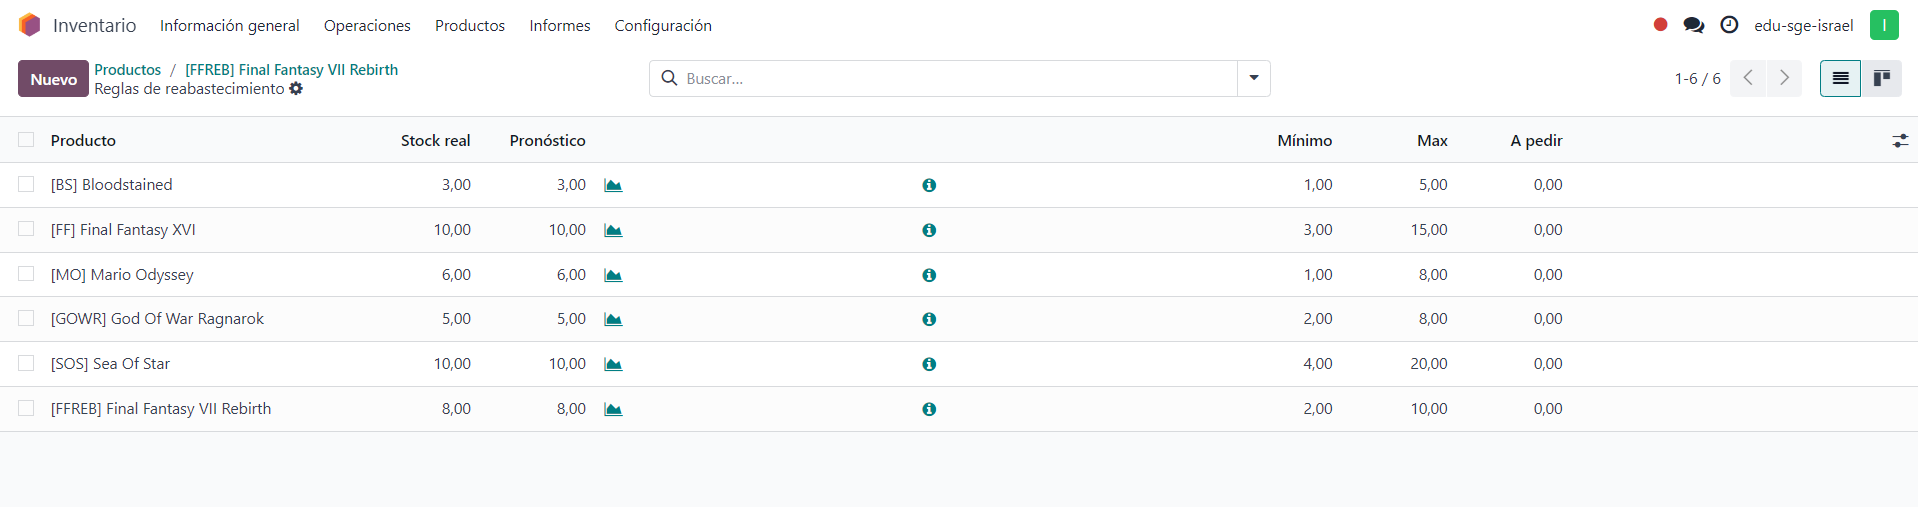 Inventario Información general Operaciones Productos Informes Configuración edu-sge-israel I
Nuevo Productos / [FFREB] Final Fantasy VII Rebirth
Reglas de reabastecimiento
Buscar...
1-6 / 6
Producto Stock real Pronóstico Mínimo Max A pedir
[BS] Bloodstained 3,00 3,00 1,00 5,00 0,00
[FF] Final Fantasy XVI 10,00 10,00 3,00 15,00 0,00
[MO] Mario Odyssey 6,00 6,00 1,00 8,00 0,00
[GOWR] God Of War Ragnarok 5,00 5,00 2,00 8,00 0,00
[SOS] Sea Of Star 10,00 10,00 4,00 20,00 0,00
[FFREB] Final Fantasy VII Rebirth 8,00 8,00 2,00 10,00 0,00